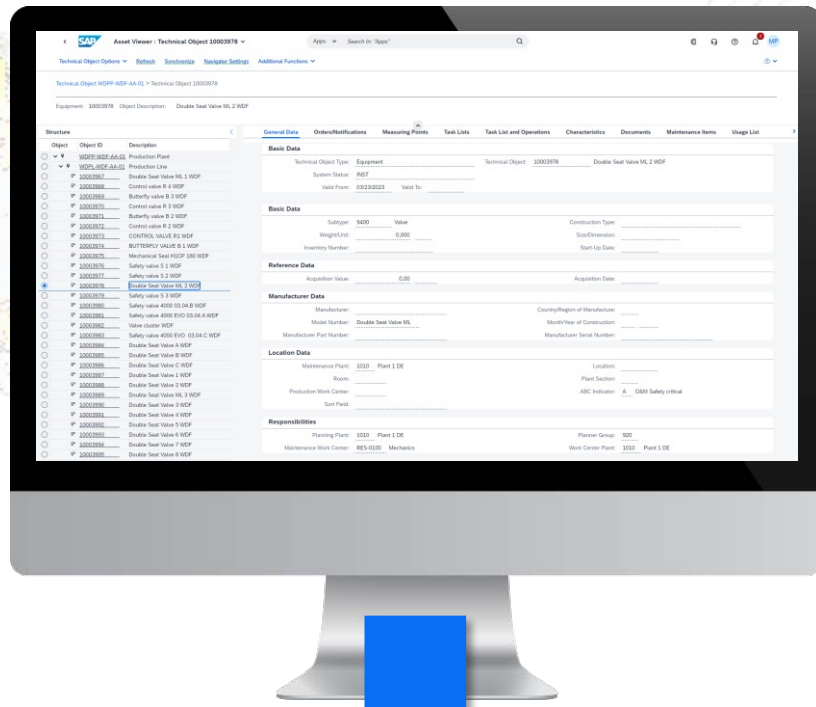 SAP Asset Viewer : Technical Object 10003978 Apps Search In: "Apps" MP
Technical Object Options Refresh Synchronize Navigator Settings Additional Functions
Technical Object WDPP-WDF-AA-01 > Technical Object 10003978
Equipment: 10003978 Object Description: Double Seat Valve ML 2 WDF
Structure
Object Object ID Description
WDPP-WDF-AA-01 Production Plant
WDPL-WDF-AA-01 Production Line
10003967 Double Seat Valve ML 1 WDF
10003968 Control valve R 4 WDF
10003969 Butterfly valve B 3 WDF
10003970 Control valve R 3 WDF
10003971 Butterfly valve B 2 WDF
10003972 Control valve R 2 WDF
10003973 CONTROL VALVE R1 WDF
10003974 BUTTERFLY VALVE B 1 WDF
10003975 Mechanical Seal H1CP 180 WDF
10003976 Safety valve S 1 WDF
10003977 Safety valve S 2 WDF
10003978 Double Seat Valve ML 2 WDF
10003979 Safety valve S 3 WDF
10003980 Safety valve 4000 03.04.B WDF
10003981 Safety valve 4000 EVO 03.04.A WDF
10003982 Valve cluster WDF
10003983 Safety valve 4000 EVO 03.04.C WDF
10003984 Double Seat Valve A WDF
10003985 Double Seat Valve B WDF
10003986 Double Seat Valve C WDF
10003987 Double Seat Valve 1 WDF
10003988 Double Seat Valve 2 WDF
10003989 Double Seat Valve ML 3 WDF
10003990 Double Seat Valve 3 WDF
10003991 Double Seat Valve 4 WDF
10003992 Double Seat Valve 5 WDF
10003993 Double Seat Valve 6 WDF
10003994 Double Seat Valve 7 WDF
10003995 Double Seat Valve 8 WDF
General Data Orders/Notifications Measuring Points Task Lists Task List and Operations Characteristics Documents Maintenance Items Usage List
Basic Data
Technical Object Type: Equipment Technical Object: 10003978 Double Seat Valve ML 2 WDF
System Status: INST
Valid From: 03/23/2023 Valid To:
Basic Data
Subtype: 9400 Valve Construction Type:
Weight/Unit: 0,000 Size/Dimension:
Inventory Number: Start-Up Date:
Reference Data
Acquisition Value: 0,00 Acquisition Date:
Manufacturer Data
Manufacturer: Country/Region of Manufacture:
Model Number: Double Seat Valve ML Month/Year of Construction:
Manufacturer Part Number: Manufacturer Serial Number:
Location Data
Maintenance Plant: 1010 Plant 1 DE Location:
Room: Plant Section:
Production Work Center: ABC Indicator: A O&M Safety critical
Sort Field:
Responsibilities
Planning Plant: 1010 Plant 1 DE Planner Group: 920
Maintenance Work Center: RES-0100 Mechanics Work Center Plant: 1010 Plant 1 DE